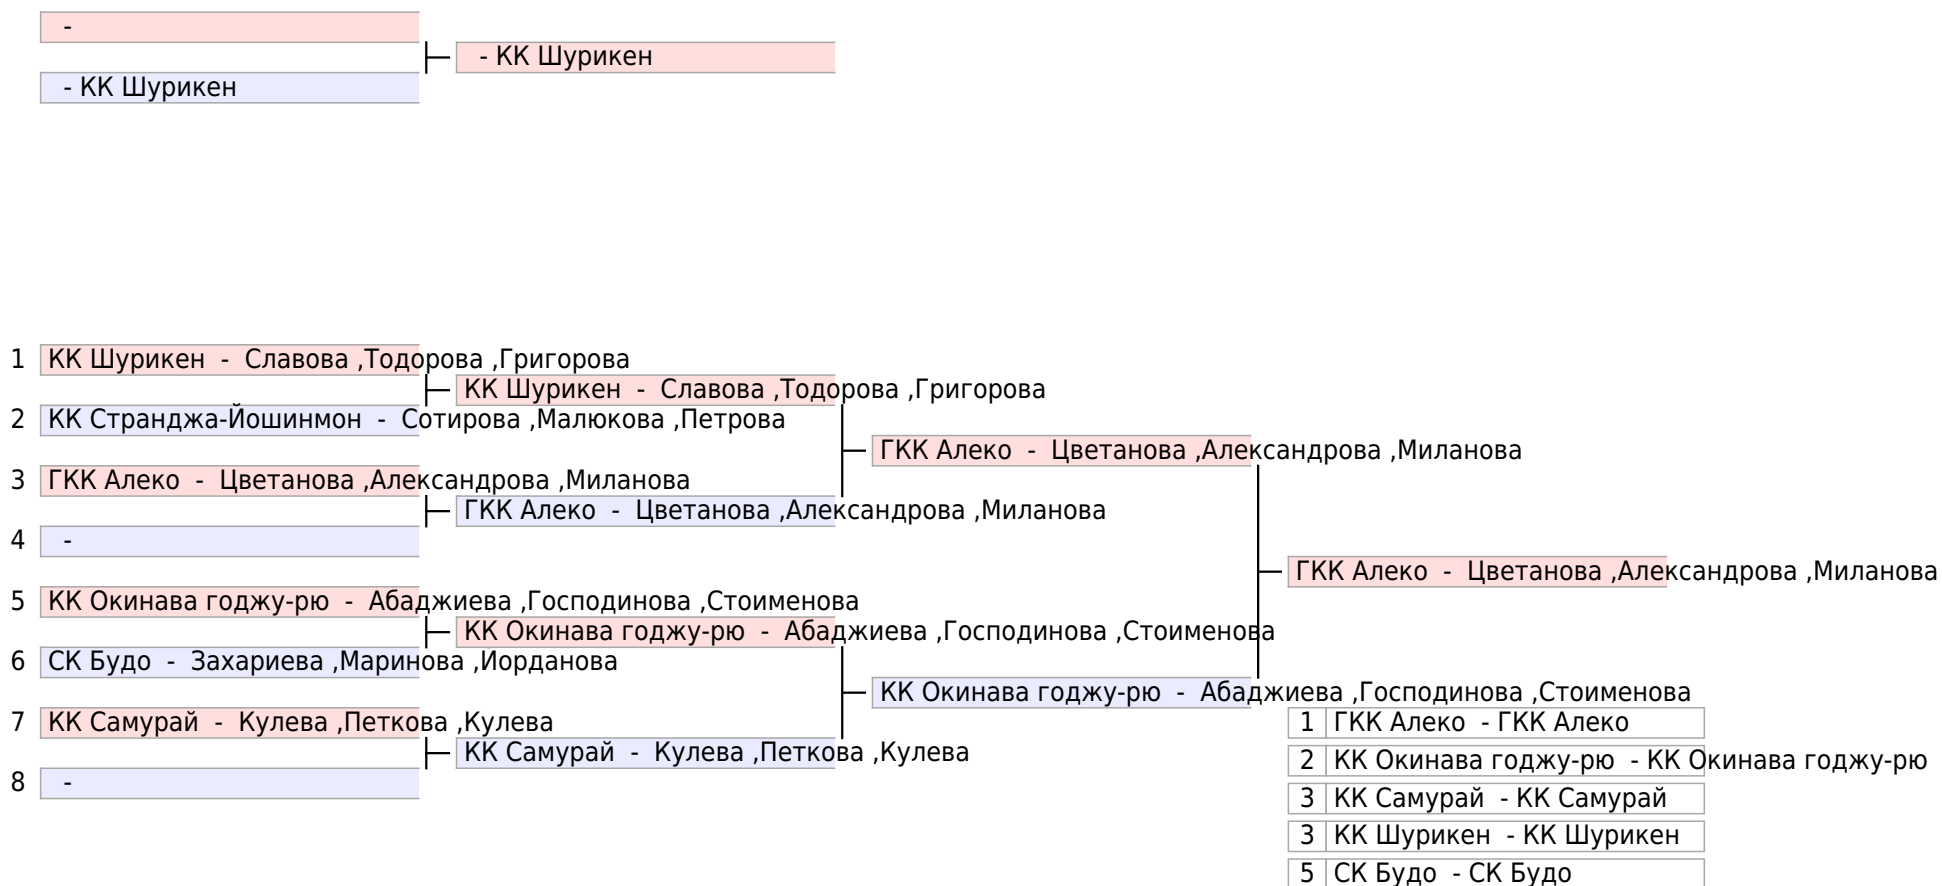 -
- КК Шурикен
- КК Шурикен
1 КК Шурикен - Славова ,Тодорова ,Григорова
КК Шурикен - Славова ,Тодорова ,Григорова
2 КК Странджа-Йошинмон - Сотирова ,Малюкова ,Петрова
ГКК Алеко - Цветанова ,Александрова ,Миланова
3 ГКК Алеко - Цветанова ,Александрова ,Миланова
ГКК Алеко - Цветанова ,Александрова ,Миланова
4 -
ГКК Алеко - Цветанова ,Александрова ,Миланова
5 КК Окинава годжу-рю - Абаджиева ,Господинова ,Стоименова
КК Окинава годжу-рю - Абаджиева ,Господинова ,Стоименова
6 СК Будо - Захариева ,Маринова ,Йорданова
КК Окинава годжу-рю - Абаджиева ,Господинова ,Стоименова
7 КК Самурай - Кулева ,Петкова ,Кулева
КК Самурай - Кулева ,Петкова ,Кулева
8 -
1 ГКК Алеко - ГКК Алеко
2 КК Окинава годжу-рю - КК Окинава годжу-рю
3 КК Самурай - КК Самурай
3 КК Шурикен - КК Шурикен
5 СК Будо - СК Будо